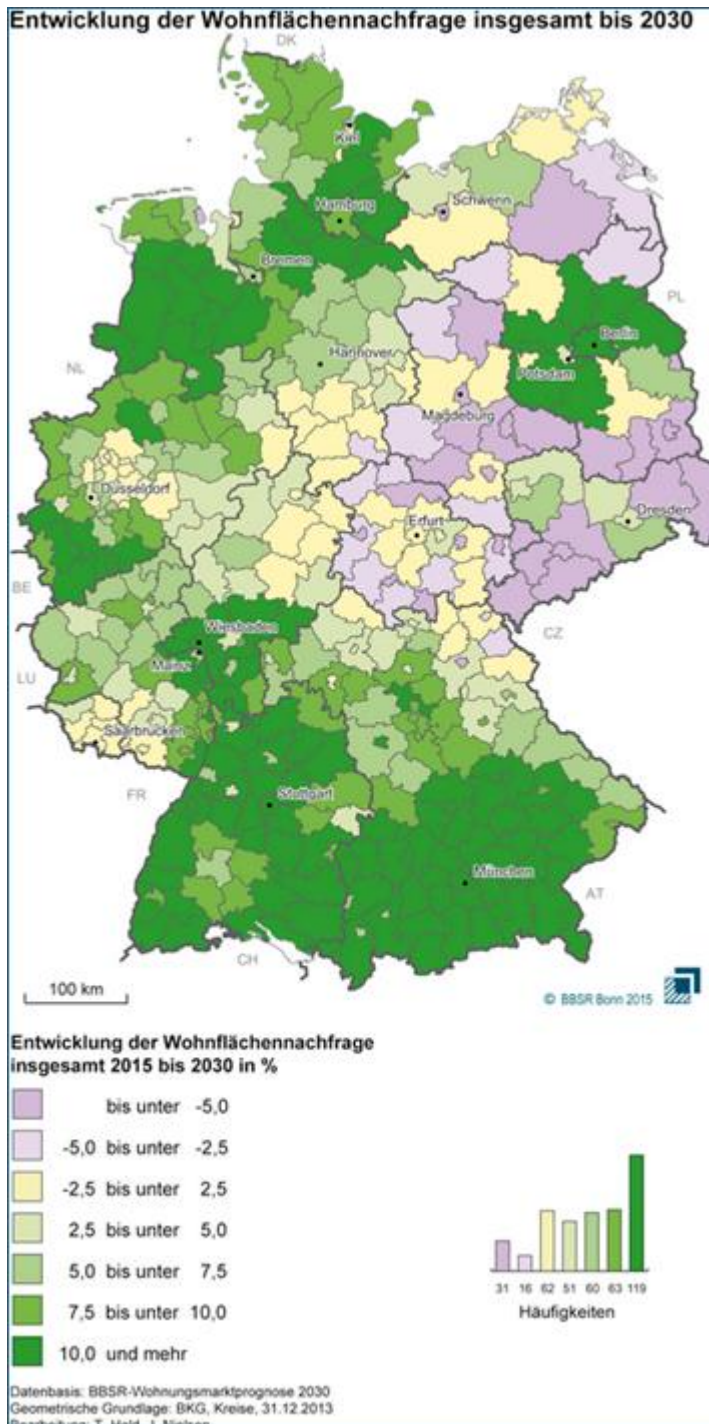 Entwicklung der Wohnflächennachfrage insgesamt bis 2030
DK
Kiel
Hamburg
Schwerin
Bremen
PL
Berlin
NL
Hannover
Potsdam
Magdeburg
Düsseldorf
Erfurt
Dresden
BE
Wiesbaden
CZ
Mainz
LU
Saarbrücken
FR
Stuttgart
München
AT
CH
100 km
© BBSR Bonn 2015
Entwicklung der Wohnflächennachfrage
insgesamt 2015 bis 2030 in %
bis unter -5,0
-5,0 bis unter -2,5
-2,5 bis unter 2,5
2,5 bis unter 5,0
5,0 bis unter 7,5
7,5 bis unter 10,0
10,0 und mehr
31 16 62 51 60 63 119
Häufigkeiten
Datenbasis: BBSR-Wohnungsmarktprognose 2030
Geometrische Grundlage: BKG, Kreise, 31.12.2013